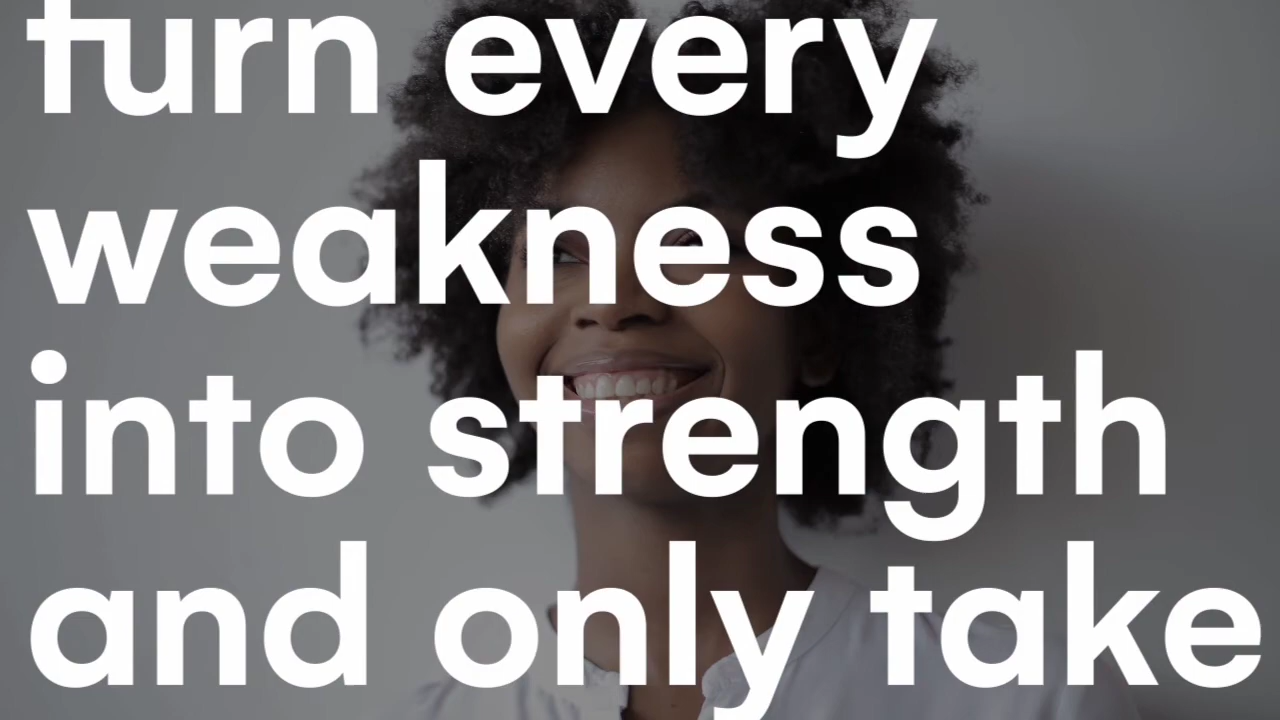 turn every
weakness
into strength
and only take